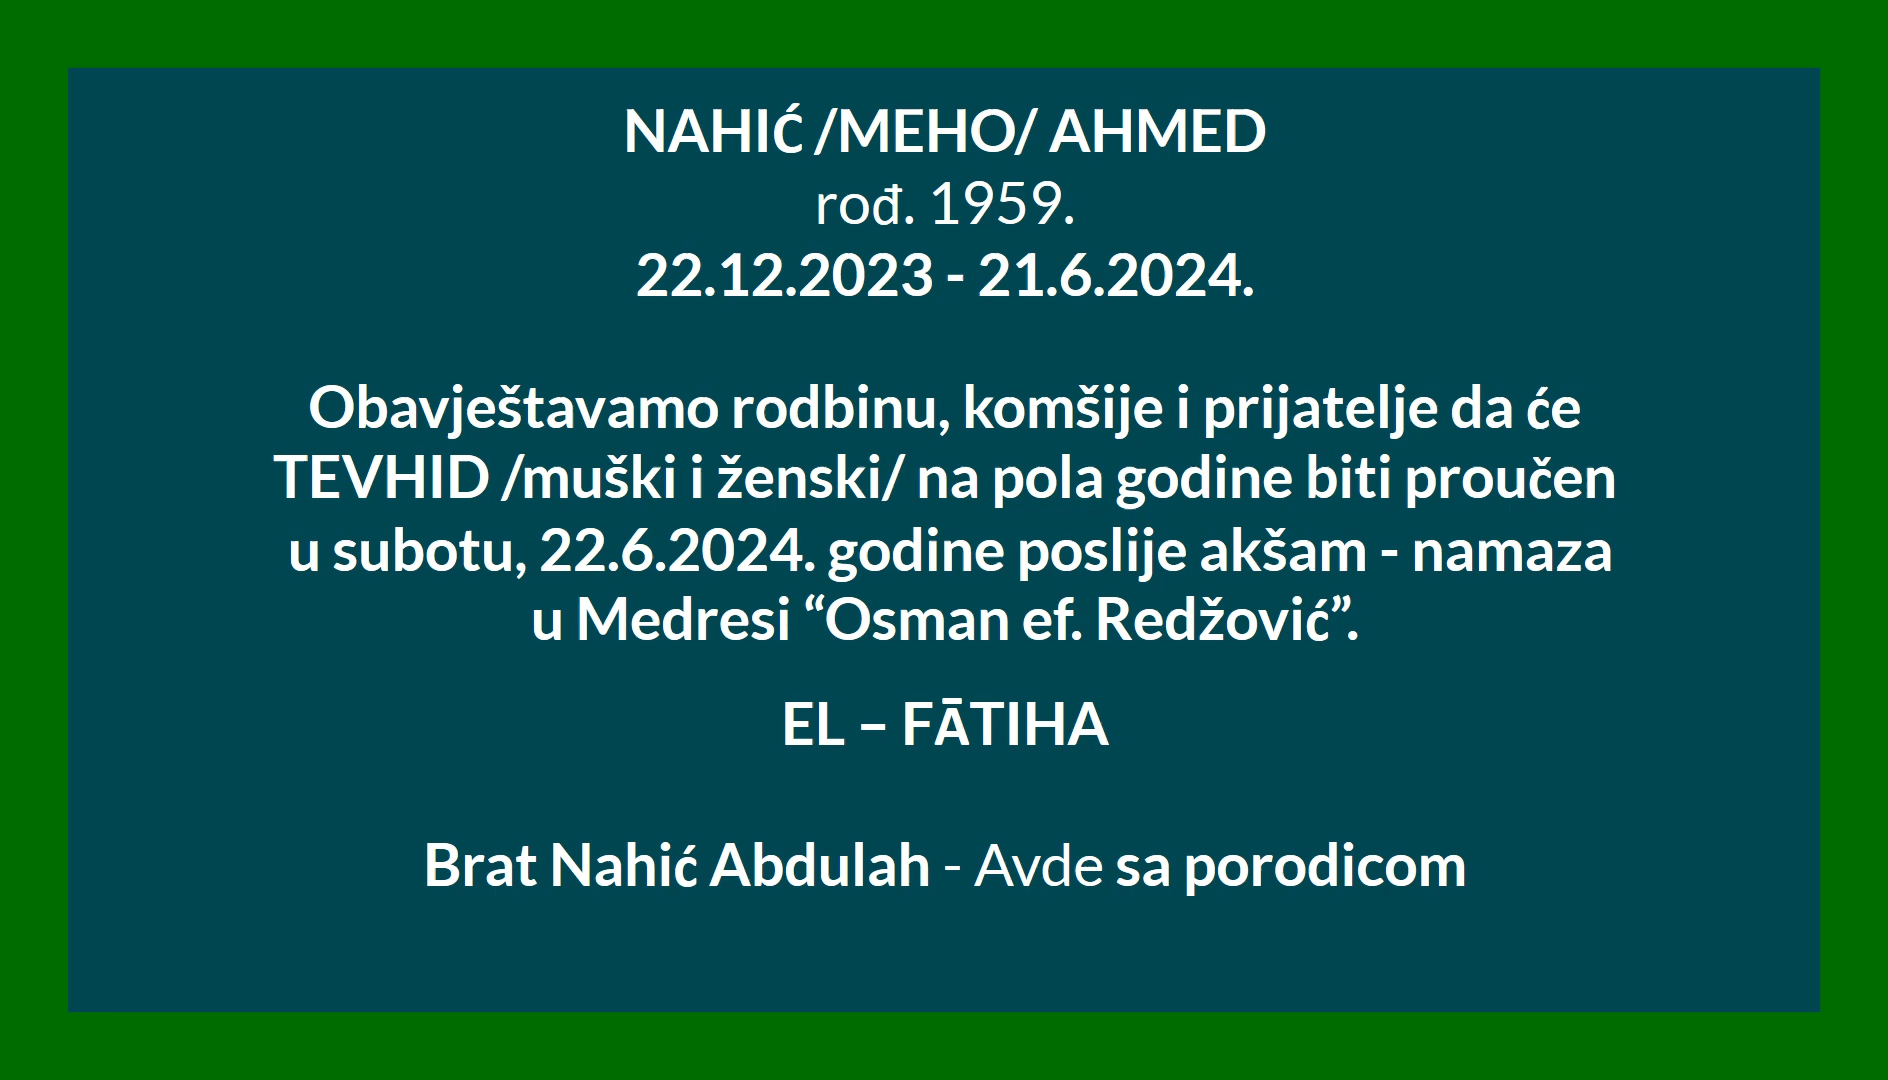 NAHIĆ /MEHO/ AHMED
rođ. 1959.
22.12.2023 - 21.6.2024.
Obavještavamo rodbinu, komšije i prijatelje da će
TEVHID /muški i ženski/ na pola godine biti proučen
u subotu, 22.6.2024. godine poslije akšam - namaza
u Medresi “Osman ef. Redžović”.
EL – FĀTIHA
Brat Nahić Abdulah - Avde sa porodicom